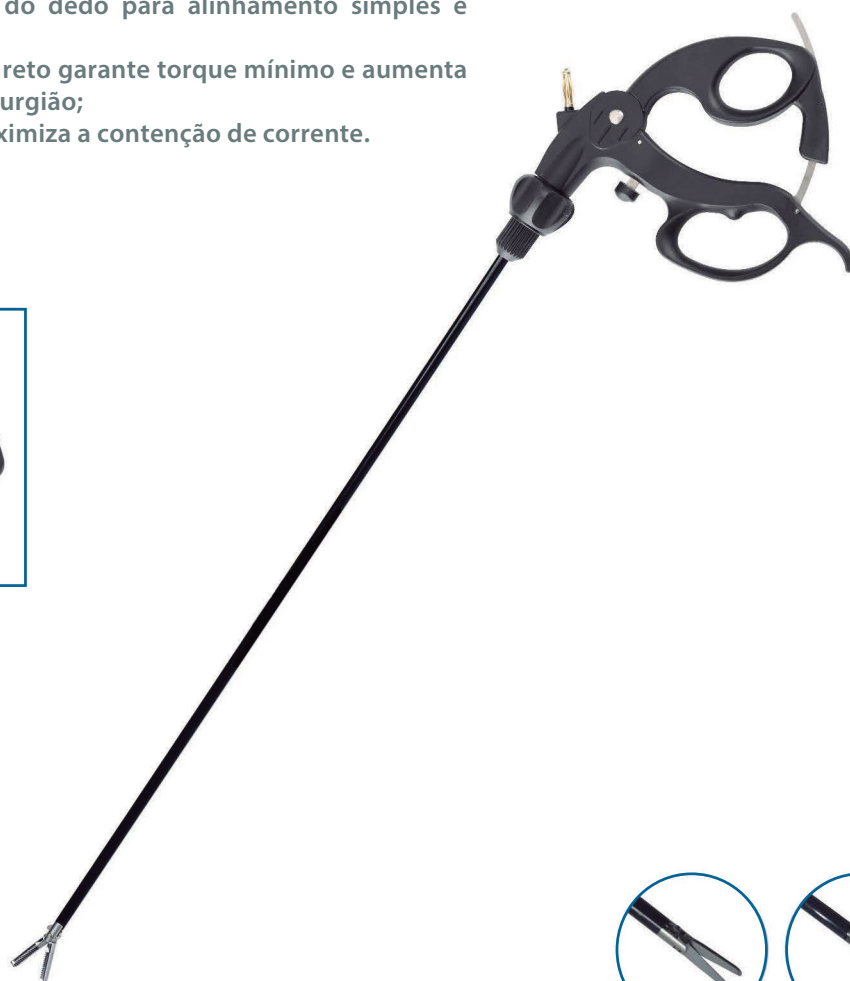 do dedo para alinhamento simples e
reto garante torque mínimo e aumenta
urgião;
ximiza a contenção de corrente.